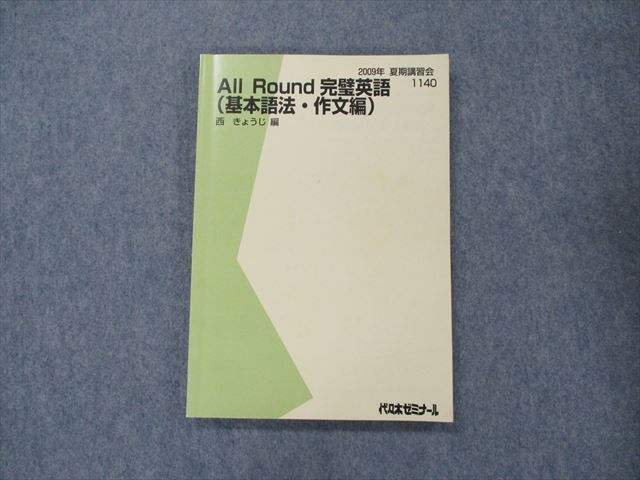 2009年 夏期講習会
1140
All Round 完璧英語
(基本語法・作文編)
西 きょうじ 編
代々木ゼミナール